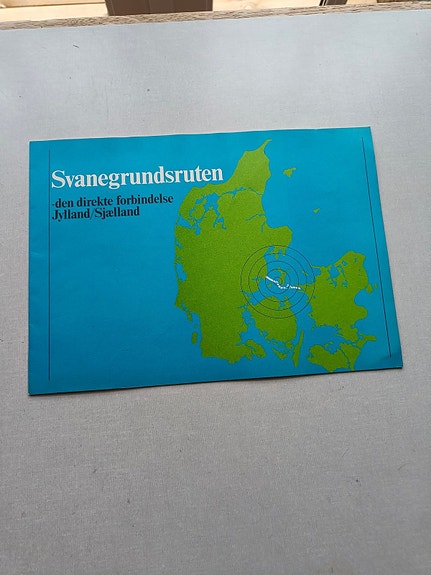 Svanegrundsruten
-den direkte forbindelse
Jylland/Sjælland